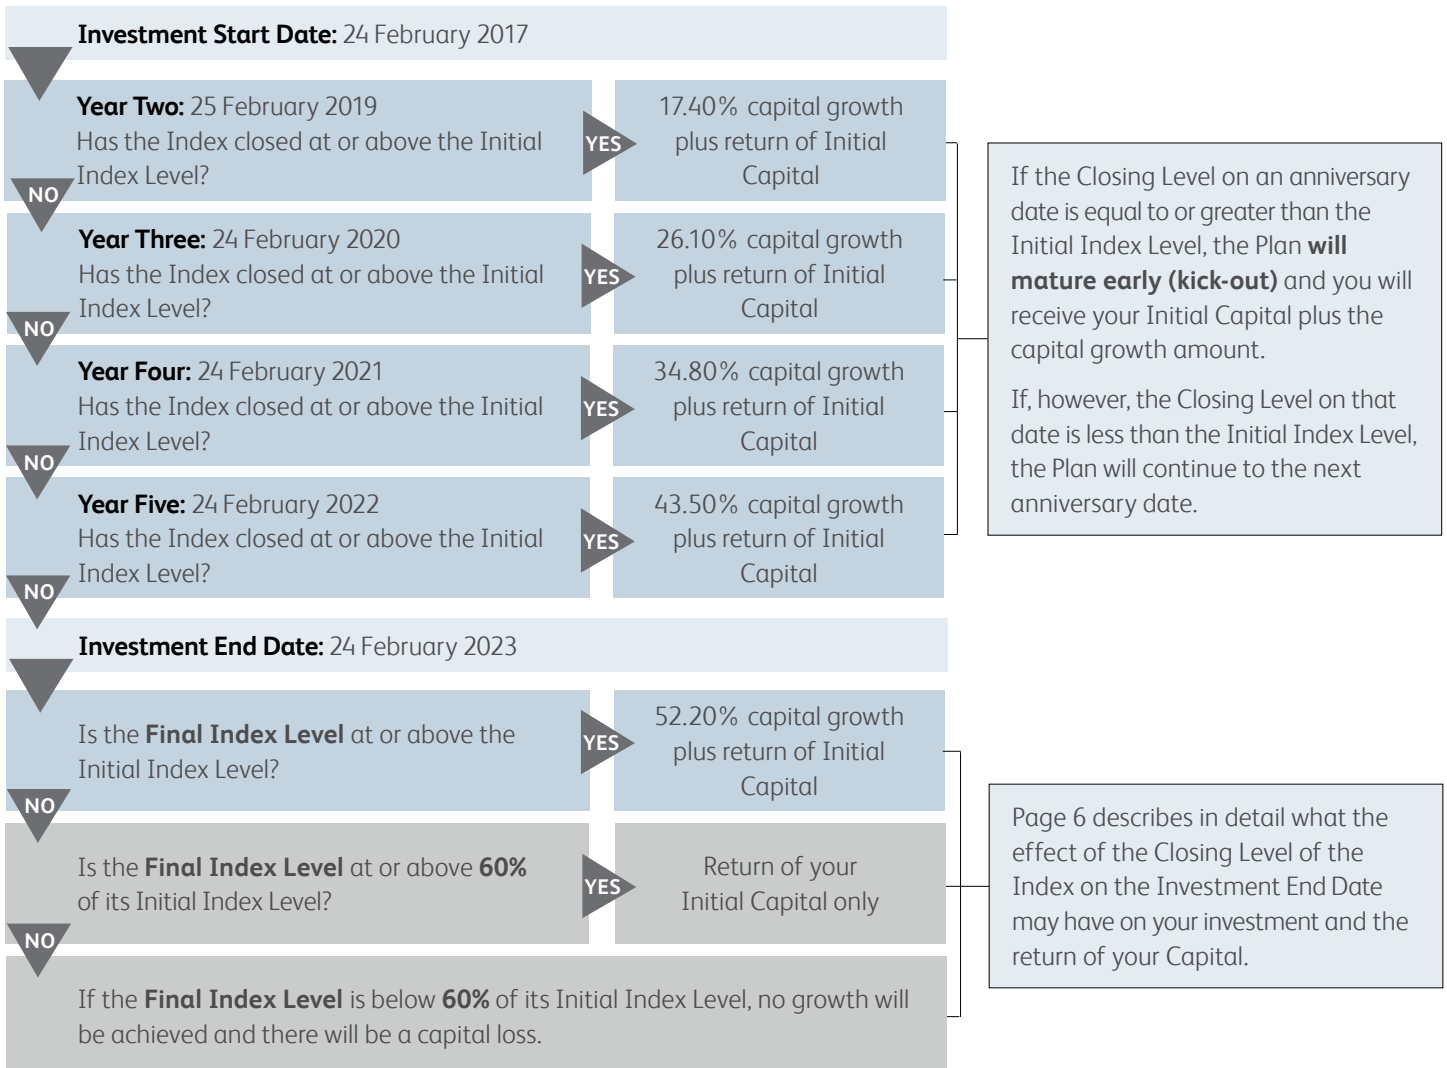 Investment Start Date: 24 February 2017
Year Two: 25 February 2019
Has the Index closed at or above the Initial
Index Level?
YES
17.40% capital growth
plus return of Initial
Capital
NO
Year Three: 24 February 2020
Has the Index closed at or above the Initial
Index Level?
YES
26.10% capital growth
plus return of Initial
Capital
NO
Year Four: 24 February 2021
Has the Index closed at or above the Initial
Index Level?
YES
34.80% capital growth
plus return of Initial
Capital
NO
Year Five: 24 February 2022
Has the Index closed at or above the Initial
Index Level?
YES
43.50% capital growth
plus return of Initial
Capital
NO
If the Closing Level on an anniversary
date is equal to or greater than the
Initial Index Level, the Plan will
mature early (kick-out) and you will
receive your Initial Capital plus the
capital growth amount.
If, however, the Closing Level on that
date is less than the Initial Index Level,
the Plan will continue to the next
anniversary date.
Investment End Date: 24 February 2023
Is the Final Index Level at or above the
Initial Index Level?
YES
52.20% capital growth
plus return of Initial
Capital
NO
Is the Final Index Level at or above 60%
of its Initial Index Level?
YES
Return of your
Initial Capital only
NO
If the Final Index Level is below 60% of its Initial Index Level, no growth will
be achieved and there will be a capital loss.
Page 6 describes in detail what the
effect of the Closing Level of the
Index on the Investment End Date
may have on your investment and the
return of your Capital.